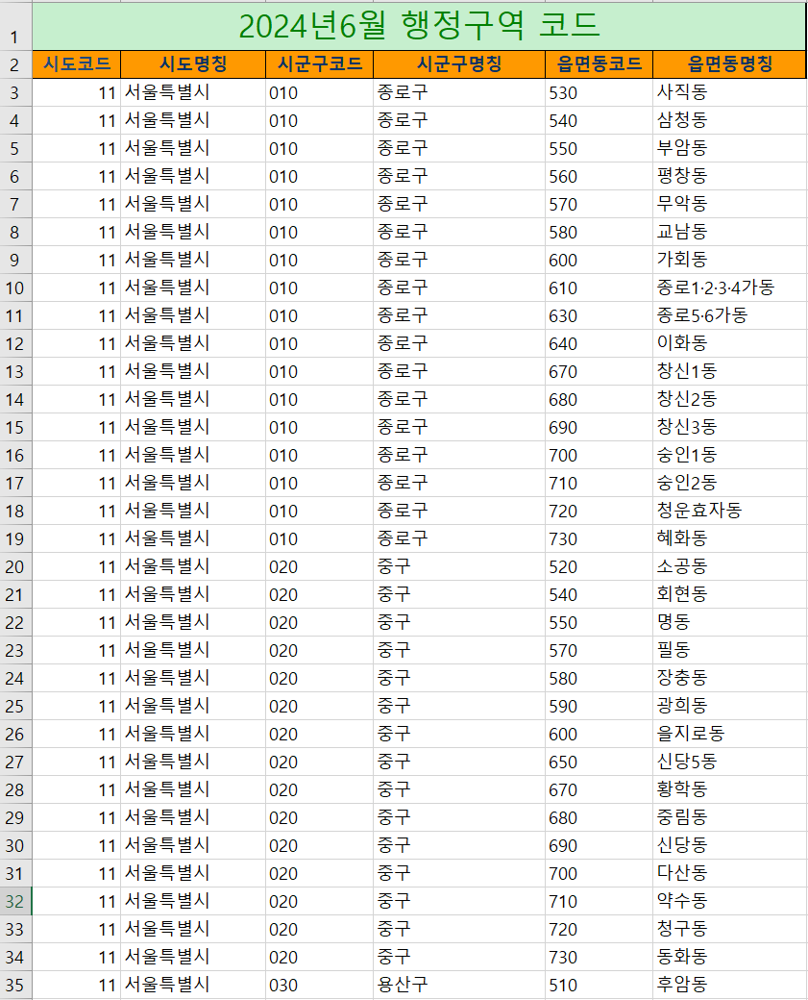 1 2024년6월 행정구역 코드
2 시도코드 시도명칭 시군구코드 시군구명칭 읍면동코드 읍면동명칭
3 11 서울특별시 010 종로구 530 사직동
4 11 서울특별시 010 종로구 540 삼청동
5 11 서울특별시 010 종로구 550 부암동
6 11 서울특별시 010 종로구 560 평창동
7 11 서울특별시 010 종로구 570 무악동
8 11 서울특별시 010 종로구 580 교남동
9 11 서울특별시 010 종로구 600 가회동
10 11 서울특별시 010 종로구 610 종로1·2·3·4가동
11 11 서울특별시 010 종로구 630 종로5·6가동
12 11 서울특별시 010 종로구 640 이화동
13 11 서울특별시 010 종로구 670 창신1동
14 11 서울특별시 010 종로구 680 창신2동
15 11 서울특별시 010 종로구 690 창신3동
16 11 서울특별시 010 종로구 700 숭인1동
17 11 서울특별시 010 종로구 710 숭인2동
18 11 서울특별시 010 종로구 720 청운효자동
19 11 서울특별시 010 종로구 730 혜화동
20 11 서울특별시 020 중구 520 소공동
21 11 서울특별시 020 중구 540 회현동
22 11 서울특별시 020 중구 550 명동
23 11 서울특별시 020 중구 570 필동
24 11 서울특별시 020 중구 580 장충동
25 11 서울특별시 020 중구 590 광희동
26 11 서울특별시 020 중구 600 을지로동
27 11 서울특별시 020 중구 650 신당5동
28 11 서울특별시 020 중구 670 황학동
29 11 서울특별시 020 중구 680 중림동
30 11 서울특별시 020 중구 690 신당동
31 11 서울특별시 020 중구 700 다산동
32 11 서울특별시 020 중구 710 약수동
33 11 서울특별시 020 중구 720 청구동
34 11 서울특별시 020 중구 730 동화동
35 11 서울특별시 030 용산구 510 후암동